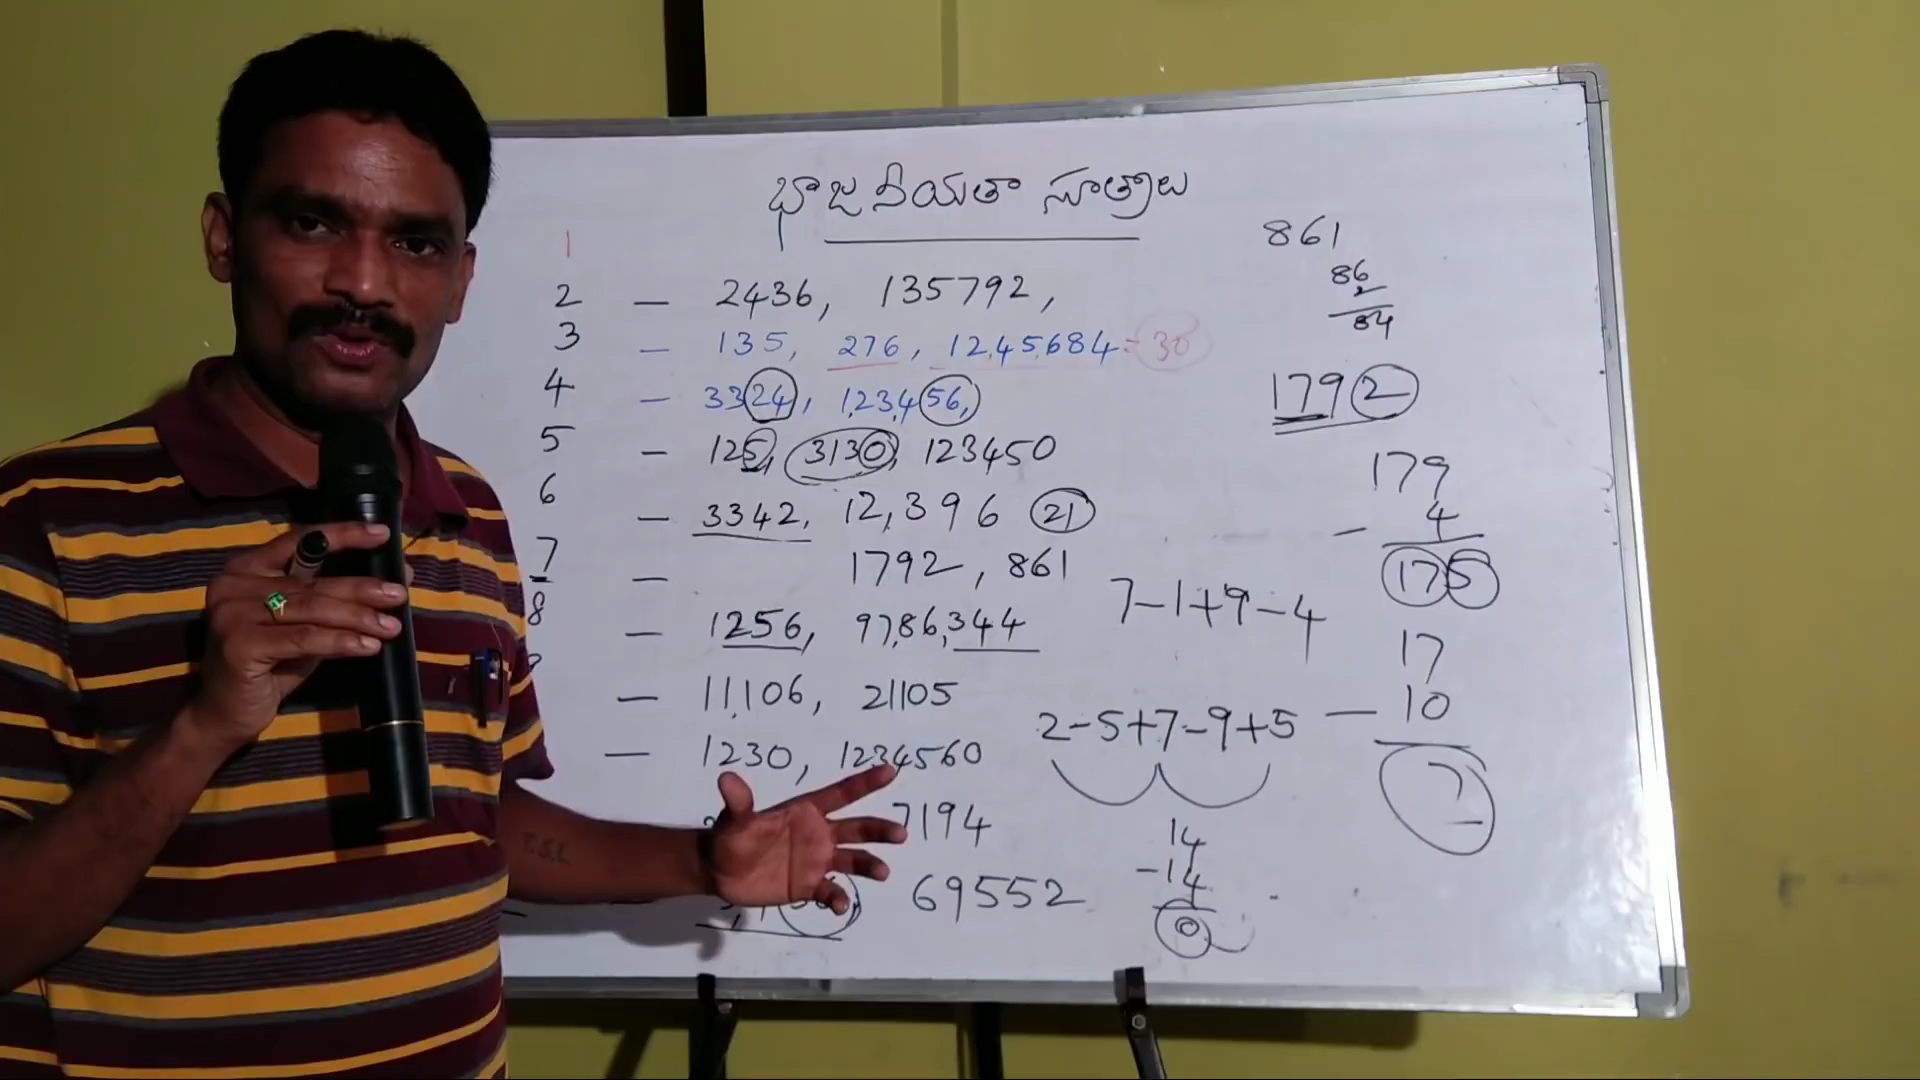 భాజనీయతా సూత్రాలు
1
2 — 2436, 135792,
3 — 135, 276, 12,45,684 = 30
4 — 3324, 1,23,456,
5 — 125, 3130, 123450
6 — 3342, 12,396 21
7 — 1792, 861
8 — 1256, 97,86,344
— 11,106, 21105
— 1230, 1234560
7194
69552
861
86
2
84
1792
179
— 4
175
17
— 10
7
7-1+9-4
2-5+7-9+5
14
-14
0